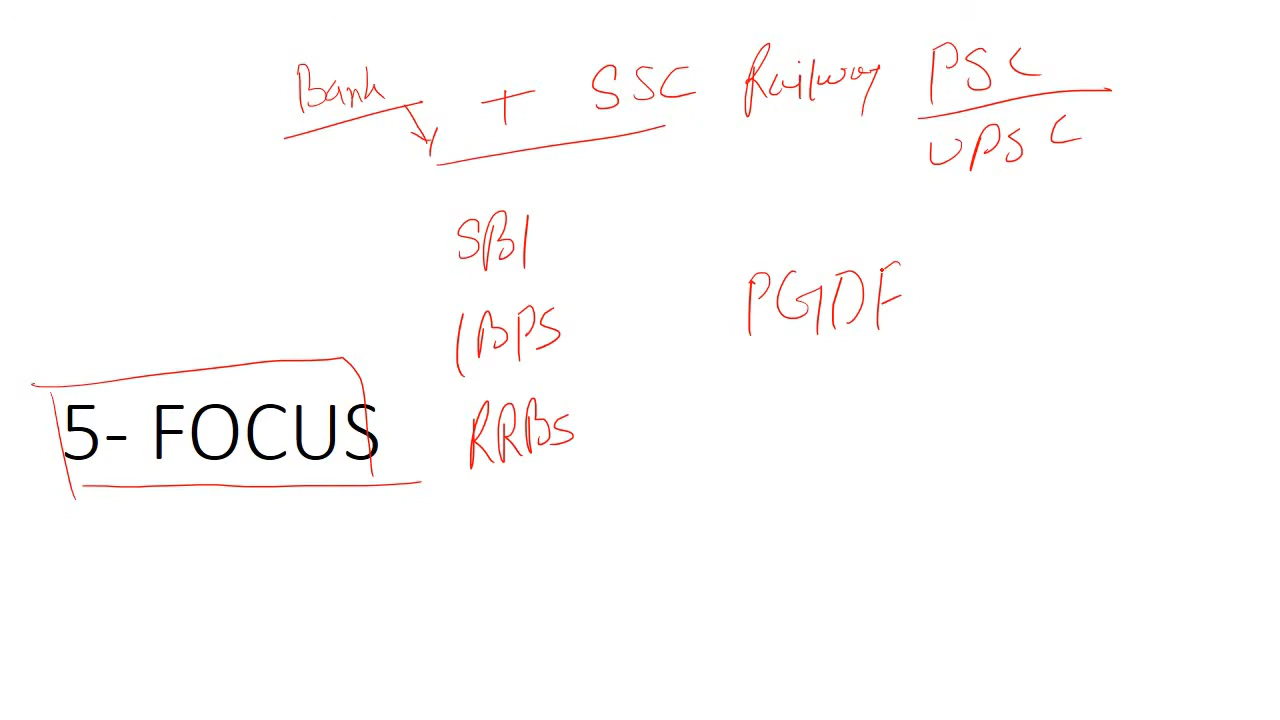 Bank + SSC Railway PSC
UPSC
SBI
IBPS
PGDF
RRBs
5- FOCUS